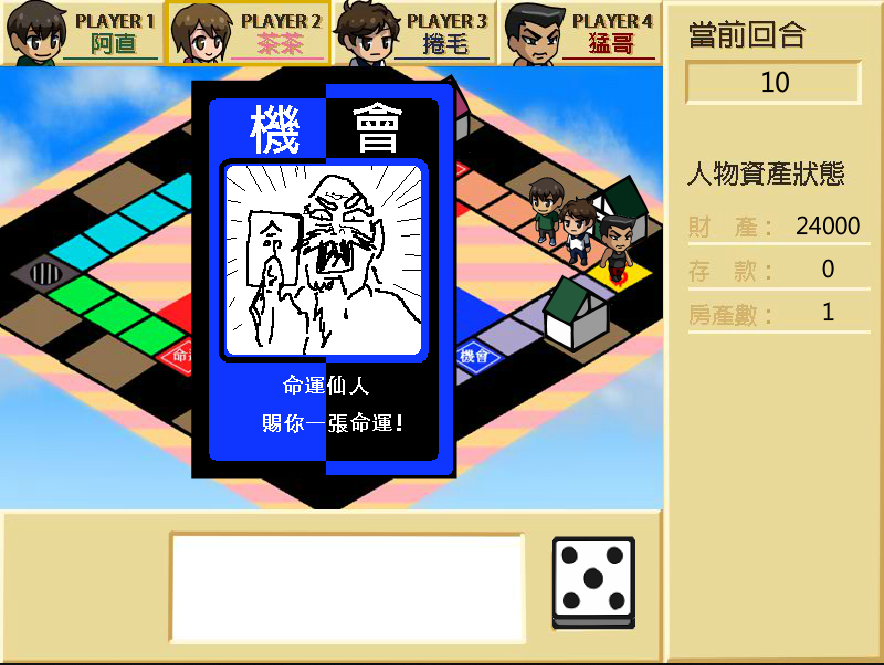 PLAYER 1
阿直
PLAYER 2
茶茶
PLAYER 3
捲毛
PLAYER 4
猛哥
當前回合
10
人物資產狀態
財 產： 24000
存 款： 0
房產數： 1
機會
命運仙人
賜你一張命運!
命
機會